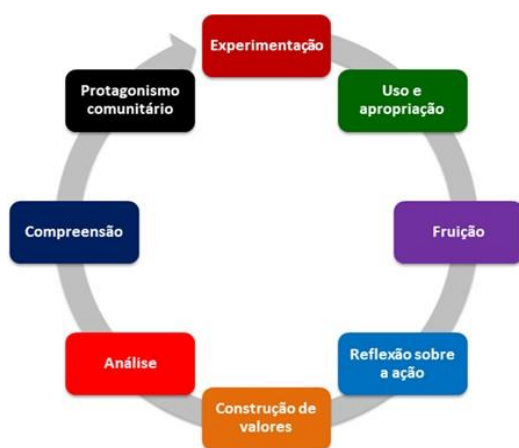 Experimentação
Uso e
apropriação
Fruição
Reflexão sobre
a ação
Construção de
valores
Análise
Compreensão
Protagonismo
comunitário